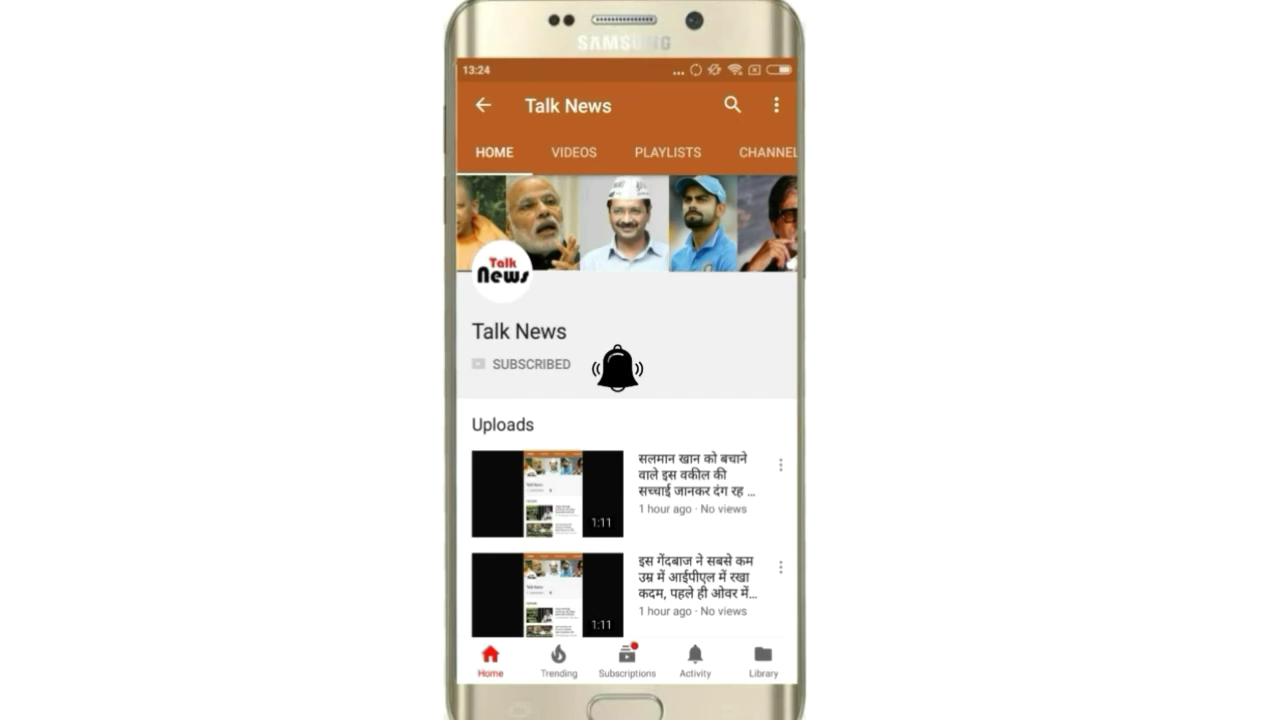 SAMSUNG
13:24
Talk News
HOME VIDEOS PLAYLISTS CHANNEL
Talk
News
Talk News
SUBSCRIBED
Uploads
सलमान खान को बचाने
वाले इस वकील की
सच्चाई जानकर दंग रह ...
1 hour ago · No views
1:11
इस गेंदबाज ने सबसे कम
उम्र में आईपीएल में रखा
कदम, पहले ही ओवर में...
1 hour ago · No views
1:11
Home Trending Subscriptions Activity Library